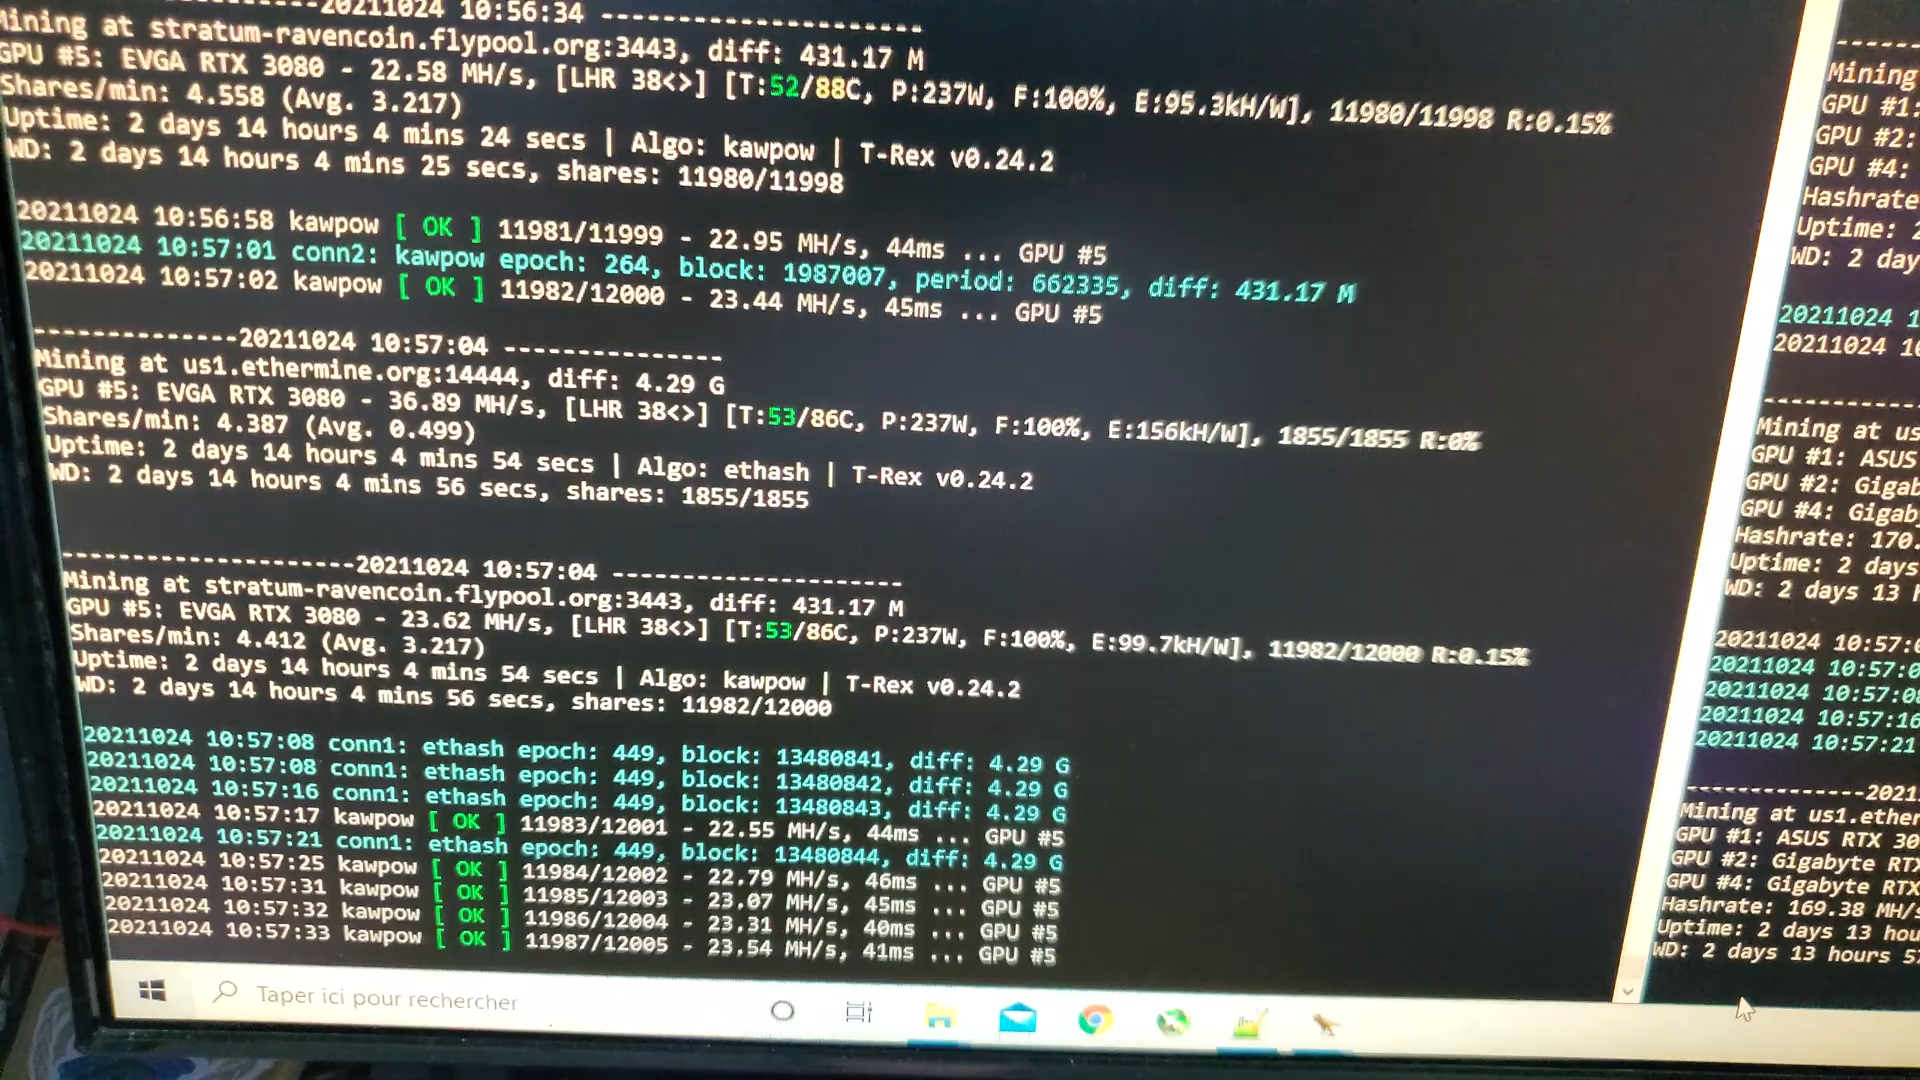 --------20211024 10:56:34 ----------------------
Mining at stratum-ravencoin.flypool.org:3443, diff: 431.17 M
GPU #5: EVGA RTX 3080 - 22.58 MH/s, [LHR 38<>] [T:52/88C, P:237W, F:100%, E:95.3kH/W], 11980/11998 R:0.15%
Shares/min: 4.558 (Avg. 3.217)
Uptime: 2 days 14 hours 4 mins 24 secs | Algo: kawpow | T-Rex v0.24.2
WD: 2 days 14 hours 4 mins 25 secs, shares: 11980/11998
20211024 10:56:58 kawpow [ OK ] 11981/11999 - 22.95 MH/s, 44ms ... GPU #5
20211024 10:57:01 conn2: kawpow epoch: 264, block: 1987007, period: 662335, diff: 431.17 M
20211024 10:57:02 kawpow [ OK ] 11982/12000 - 23.44 MH/s, 45ms ... GPU #5
---------------20211024 10:57:04 ---------------
Mining at us1.ethermine.org:14444, diff: 4.29 G
GPU #5: EVGA RTX 3080 - 36.89 MH/s, [LHR 38<>] [T:53/86C, P:237W, F:100%, E:156kH/W], 1855/1855 R:0%
Shares/min: 4.387 (Avg. 0.499)
Uptime: 2 days 14 hours 4 mins 54 secs | Algo: ethash | T-Rex v0.24.2
WD: 2 days 14 hours 4 mins 56 secs, shares: 1855/1855
---------------------20211024 10:57:04 ----------------------
Mining at stratum-ravencoin.flypool.org:3443, diff: 431.17 M
GPU #5: EVGA RTX 3080 - 23.62 MH/s, [LHR 38<>] [T:53/86C, P:237W, F:100%, E:99.7kH/W], 11982/12000 R:0.15%
Shares/min: 4.412 (Avg. 3.217)
Uptime: 2 days 14 hours 4 mins 54 secs | Algo: kawpow | T-Rex v0.24.2
WD: 2 days 14 hours 4 mins 56 secs, shares: 11982/12000
20211024 10:57:08 conn1: ethash epoch: 449, block: 13480841, diff: 4.29 G
20211024 10:57:08 conn1: ethash epoch: 449, block: 13480842, diff: 4.29 G
20211024 10:57:16 conn1: ethash epoch: 449, block: 13480843, diff: 4.29 G
20211024 10:57:17 kawpow [ OK ] 11983/12001 - 22.55 MH/s, 44ms ... GPU #5
20211024 10:57:21 conn1: ethash epoch: 449, block: 13480844, diff: 4.29 G
20211024 10:57:25 kawpow [ OK ] 11984/12002 - 22.79 MH/s, 46ms ... GPU #5
20211024 10:57:31 kawpow [ OK ] 11985/12003 - 23.07 MH/s, 45ms ... GPU #5
20211024 10:57:32 kawpow [ OK ] 11986/12004 - 23.31 MH/s, 40ms ... GPU #5
20211024 10:57:33 kawpow [ OK ] 11987/12005 - 23.54 MH/s, 41ms ... GPU #5
Taper ici pour rechercher
Mining
GPU #1:
GPU #2:
GPU #4:
Hashrate
Uptime: 2
WD: 2 day
20211024 1
20211024 10
Mining at us
GPU #1: ASUS
GPU #2: Gigab
GPU #4: Gigaby
Hashrate: 170.
Uptime: 2 days
WD: 2 days 13
20211024 10:57:0
20211024 10:57:0
20211024 10:57:08
20211024 10:57:16
20211024 10:57:21
---------------2021
Mining at us1.ether
GPU #1: ASUS RTX 30
GPU #2: Gigabyte RTX
GPU #4: Gigabyte RTX
Hashrate: 169.38 MH/s
Uptime: 2 days 13 hou
WD: 2 days 13 hours 5